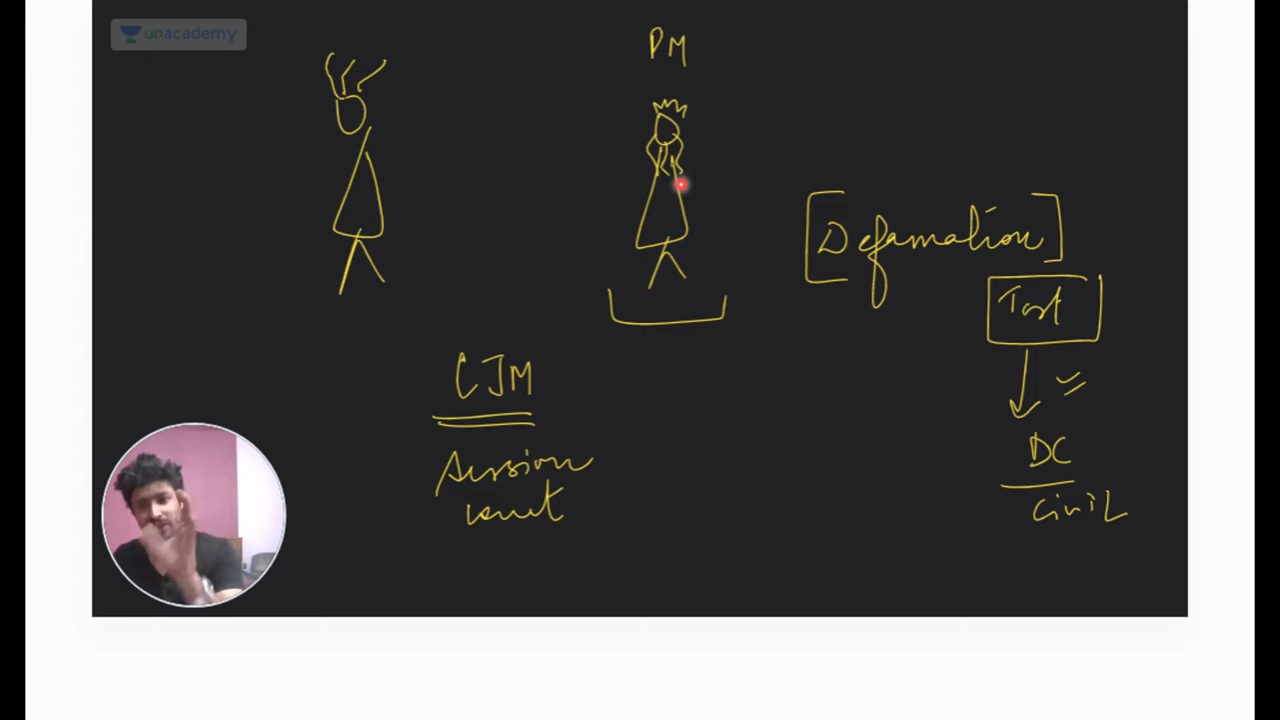 unacademy
PM
[Defamation]
Tort
CJM
Session
court
DC
Civil